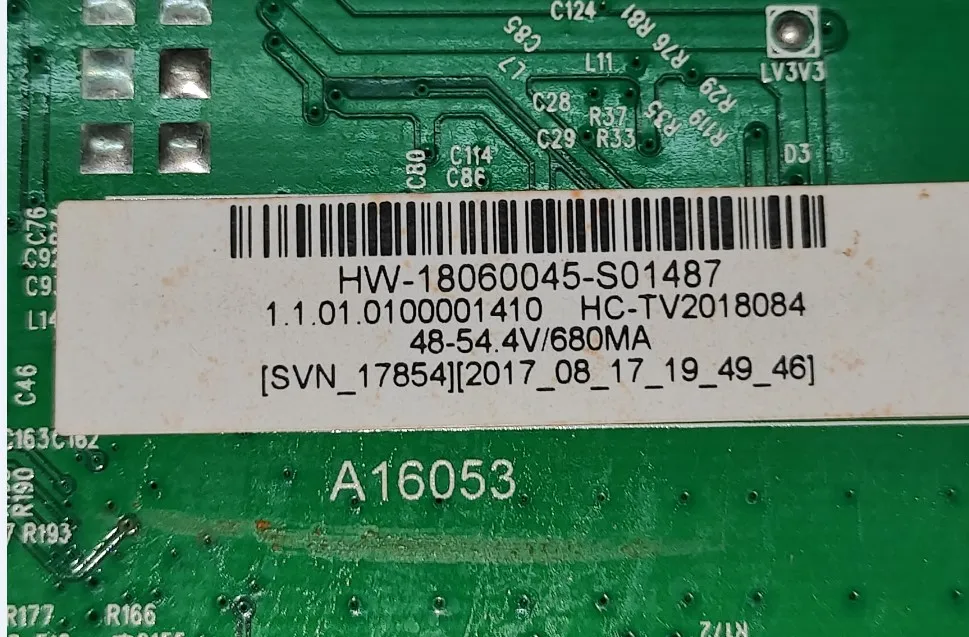 C124
R81
C85
R76
L7
L11
LV3V3
R29
C28
R37
R35
R119
C29
R33
C80
C114
C86
D3
C76
HW-18060045-S01487
1.1.01.0100001410 HC-TV2018084
48-54.4V/680MA
[SVN_17854][2017_08_17_19_49_46]
C46
C163C162
A16053
R190
R193
R177
R166